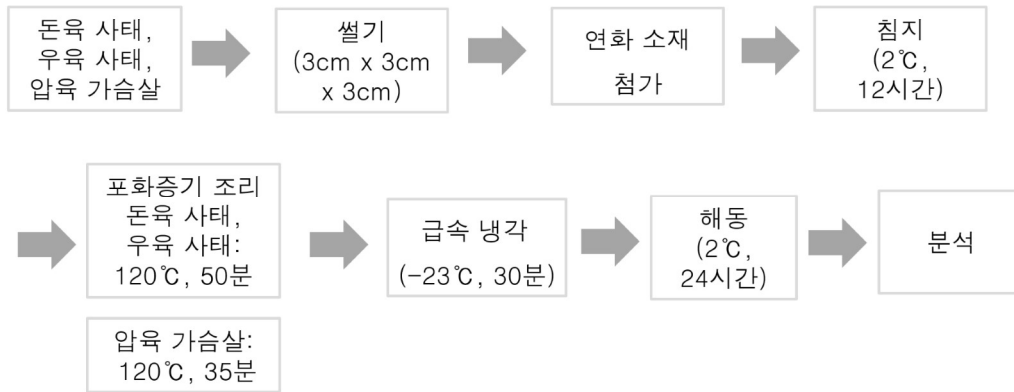 돈육 사태,
우육 사태,
압육 가슴살
썰기
(3cm x 3cm
x 3cm)
연화 소재
첨가
침지
(2℃,
12시간)
포화증기 조리
돈육 사태,
우육 사태:
120℃, 50분
압육 가슴살:
120℃, 35분
급속 냉각
(-23℃, 30분)
해동
(2℃,
24시간)
분석